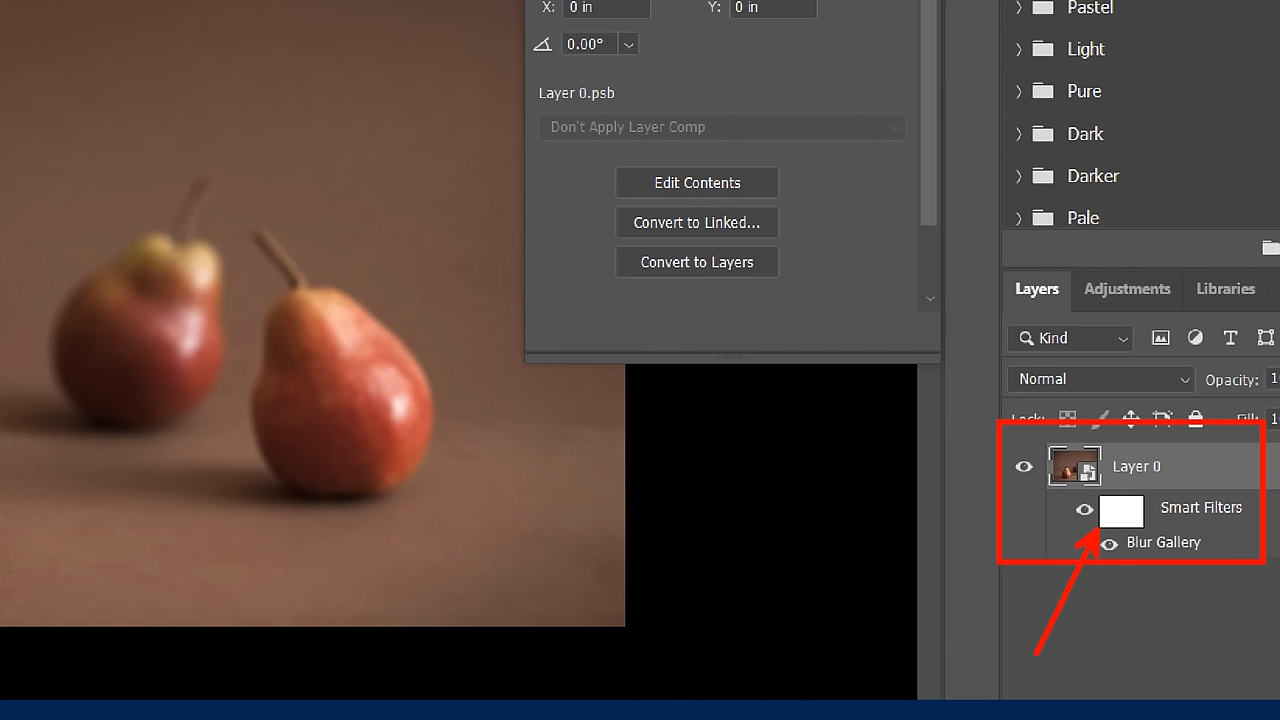 X: 0 in Y: 0 in
0.00°
Layer 0.psb
Don't Apply Layer Comp
Edit Contents
Convert to Linked...
Convert to Layers
Pastel
Light
Pure
Dark
Darker
Pale
Layers Adjustments Libraries
Kind
Normal Opacity: 1
Lock: Fill: 1
Layer 0
Smart Filters
Blur Gallery